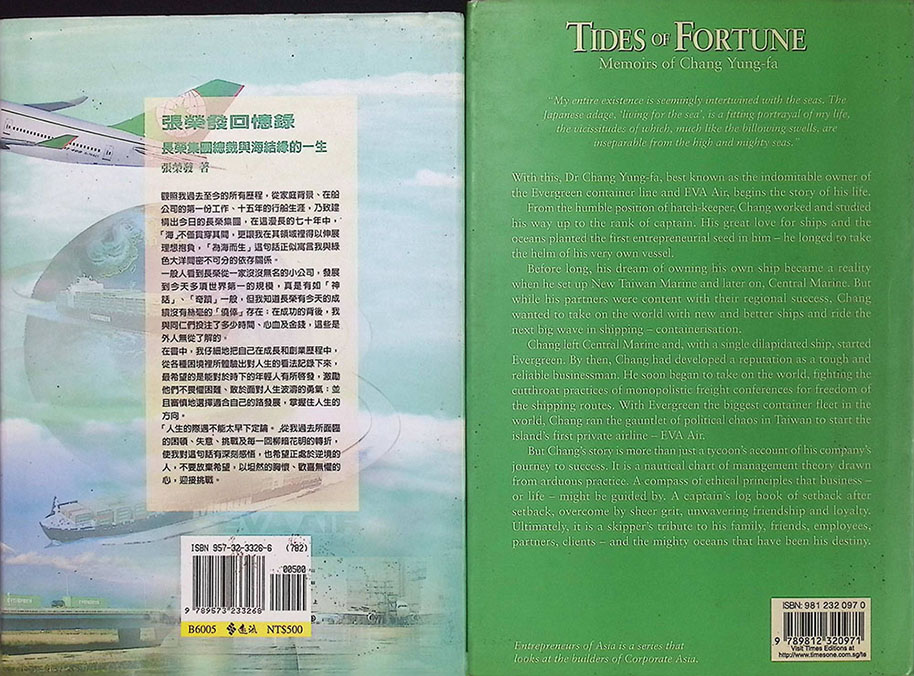 張榮發回憶錄
長榮集團總裁與海結緣的一生
張榮發 著
觀照我過去至今的所有歷程,從家庭背景、在船
公司的第一份工作、十五年的行船生涯,乃致建
構出今日的長榮集團,在這漫長的七十年中,
「海」不僅貫穿其間,更讓我在其領域裡得以伸展
理想抱負,「為海而生」這句話正似寓言我與綠
色大洋間密不可分的依存關係。
一般人看到長榮從一家沒沒無名的小公司,發展
到今天多項世界第一的規模,真是有如「神
話」、「奇蹟」一般,但我知道長榮有今天的成
績沒有絲毫的「僥倖」存在:在成功的背後,我
與同仁們投注了多少時間、心血及金錢,這些是
外人無從了解的。
在書中,我仔細地把自己在成長和創業歷程中,
從各種困境裡所體驗出對人生的看法記錄下來,
最希望的是能對於時下的年輕人有所啓發,激勵
他們不畏懼困難、敢於面對人生波濤的勇氣;並
且審慎地選擇適合自己的路發展,掌握住人生的
方向。
「人生的際遇不能太早下定論。」從我過去所面臨
的困頓、失意、挑戰及每一回柳暗花明的轉折,
使我對這句話有深刻感悟,也希望正處於逆境的
人,不要放棄希望,以坦然的胸懷、歡喜無懼的
心,迎接挑戰。
ISBN 957-32-3326-6 (782)
00500
9 789573 233268
B6005 遠流 NT$500
TIDES OF FORTUNE
Memoirs of Chang Yung-fa
"My entire existence is seemingly intertwined with the seas. The
Japanese adage, 'living for the sea', is a fitting portrayal of my life,
the vicissitudes of which, much like the billowing swells, are
inseparable from the high and mighty seas."
With this, Dr Chang Yung-fa, best known as the indomitable owner of
the Evergreen container line and EVA Air, begins the story of his life.
From the humble position of hatch-keeper, Chang worked and studied
his way up to the rank of captain. His great love for ships and the
oceans planted the first entrepreneurial seed in him – he longed to take
the helm of his very own vessel.
Before long, his dream of owning his own ship became a reality
when he set up New Taiwan Marine and later on, Central Marine. But
while his partners were content with their regional success, Chang
wanted to take on the world with new and better ships and ride the
next big wave in shipping – containerisation.
Chang left Central Marine and, with a single dilapidated ship, started
Evergreen. By then, Chang had developed a reputation as a tough and
reliable businessman. He soon began to take on the world, fighting the
cutthroat practices of monopolistic freight conferences for freedom of
the shipping routes. With Evergreen the biggest container fleet in the
world, Chang ran the gauntlet of political chaos in Taiwan to start the
island's first private airline – EVA Air.
But Chang's story is more than just a tycoon's account of his company's
journey to success. It is a nautical chart of management theory drawn
from arduous practice. A compass of ethical principles that business –
or life – might be guided by. A captain's log book of setback after
setback, overcome by sheer grit, unwavering friendship and loyalty.
Ultimately, it is a skipper's tribute to his family, friends, employees,
partners, clients – and the mighty oceans that have been his destiny.
Entrepreneurs of Asia is a series that
looks at the builders of Corporate Asia.
ISBN: 981 232 097 0
9 789812 320971
Visit Times Editions at
http://www.timesone.com.sg/te